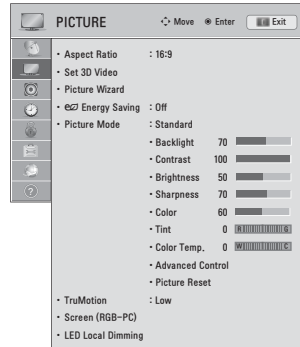 PICTURE Move Enter Exit
• Aspect Ratio : 16:9
• Set 3D Video
• Picture Wizard
• Energy Saving : Off
• Picture Mode : Standard
• Backlight 70
• Contrast 100
• Brightness 50
• Sharpness 70
• Color 60
• Tint 0 R G
• Color Temp. 0 W C
• Advanced Control
• Picture Reset
• TruMotion : Low
• Screen (RGB-PC)
• LED Local Dimming